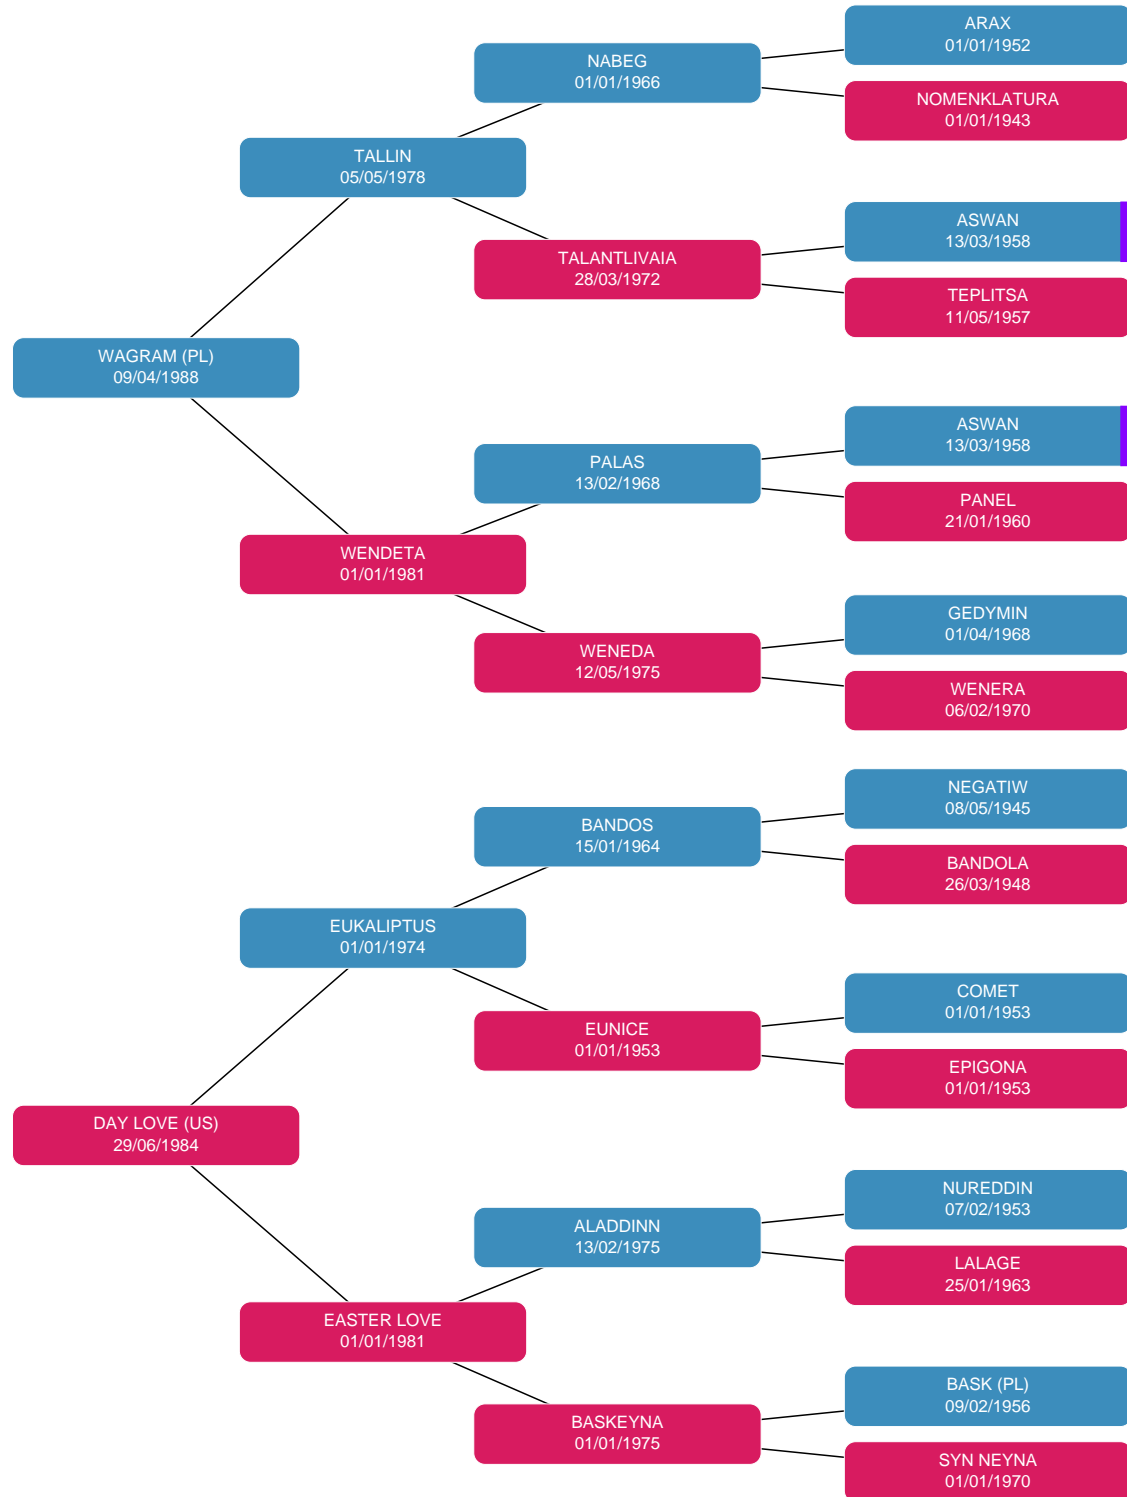 ARAX
01/01/1952
NABEG
01/01/1966
NOMENKLATURA
01/01/1943
TALLIN
05/05/1978
ASWAN
13/03/1958
TALANTLIVAIA
28/03/1972
TEPLITSA
11/05/1957
WAGRAM (PL)
09/04/1988
ASWAN
13/03/1958
PALAS
13/02/1968
PANEL
21/01/1960
WENDETA
01/01/1981
GEDYMIN
01/04/1968
WENEDA
12/05/1975
WENERA
06/02/1970
NEGATIW
08/05/1945
BANDOS
15/01/1964
BANDOLA
26/03/1948
EUKALIPTUS
01/01/1974
COMET
01/01/1953
EUNICE
01/01/1953
EPIGONA
01/01/1953
DAY LOVE (US)
29/06/1984
NUREDDIN
07/02/1953
ALADDINN
13/02/1975
LALAGE
25/01/1963
EASTER LOVE
01/01/1981
BASK (PL)
09/02/1956
BASKEYNA
01/01/1975
SYN NEYNA
01/01/1970